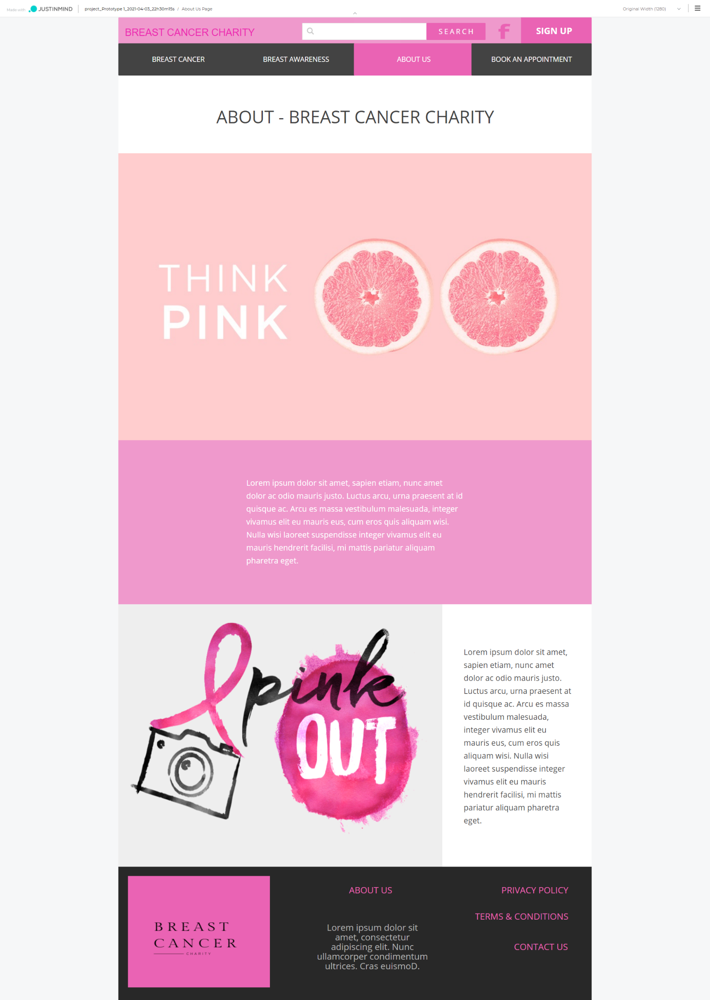 Made with JUSTINMIND project_Prototype 1_2021-04-03_22h30m15s / About Us Page Original Width (1280)
BREAST CANCER CHARITY SEARCH f SIGN UP
BREAST CANCER BREAST AWARENESS ABOUT US BOOK AN APPOINTMENT
ABOUT - BREAST CANCER CHARITY
THINK
PINK
Lorem ipsum dolor sit amet, sapien etiam, nunc amet
dolor ac odio mauris justo. Luctus arcu, urna praesent at id
quisque ac. Arcu es massa vestibulum malesuada, integer
vivamus elit eu mauris eus, cum eros quis aliquam wisi.
Nulla wisi laoreet suspendisse integer vivamus elit eu
mauris hendrerit facilisi, mi mattis pariatur aliquam
pharetra eget.
pink
OUT
Lorem ipsum dolor sit amet,
sapien etiam, nunc amet
dolor ac odio mauris justo.
Luctus arcu, urna praesent at
id quisque ac. Arcu es massa
vestibulum malesuada,
integer vivamus elit eu
mauris eus, cum eros quis
aliquam wisi. Nulla wisi
laoreet suspendisse integer
vivamus elit eu mauris
hendrerit facilisi, mi mattis
pariatur aliquam pharetra
eget.
BREAST
CANCER
CHARITY
ABOUT US
Lorem ipsum dolor sit
amet, consectetur
adipiscing elit. Nunc
ullamcorper condimentum
ultrices. Cras euismoD.
PRIVACY POLICY
TERMS & CONDITIONS
CONTACT US